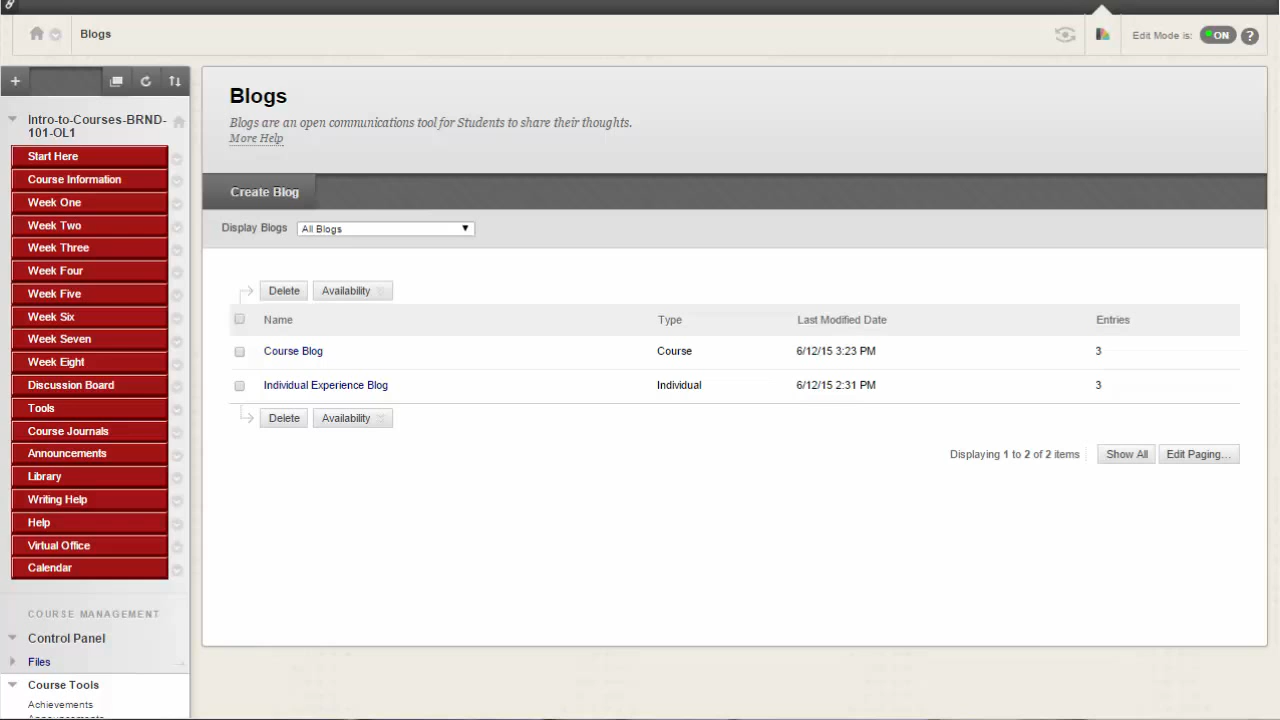 Blogs
Edit Mode is: ON ?
Intro-to-Courses-BRND-
101-OL1
Start Here
Course Information
Week One
Week Two
Week Three
Week Four
Week Five
Week Six
Week Seven
Week Eight
Discussion Board
Tools
Course Journals
Announcements
Library
Writing Help
Help
Virtual Office
Calendar
COURSE MANAGEMENT
Control Panel
Files
Course Tools
Achievements
Announcements
Blogs
Blogs are an open communications tool for Students to share their thoughts.
More Help
Create Blog
Display Blogs All Blogs
Delete Availability
Name Type Last Modified Date Entries
Course Blog Course 6/12/15 3:23 PM 3
Individual Experience Blog Individual 6/12/15 2:31 PM 3
Delete Availability
Displaying 1 to 2 of 2 items Show All Edit Paging...